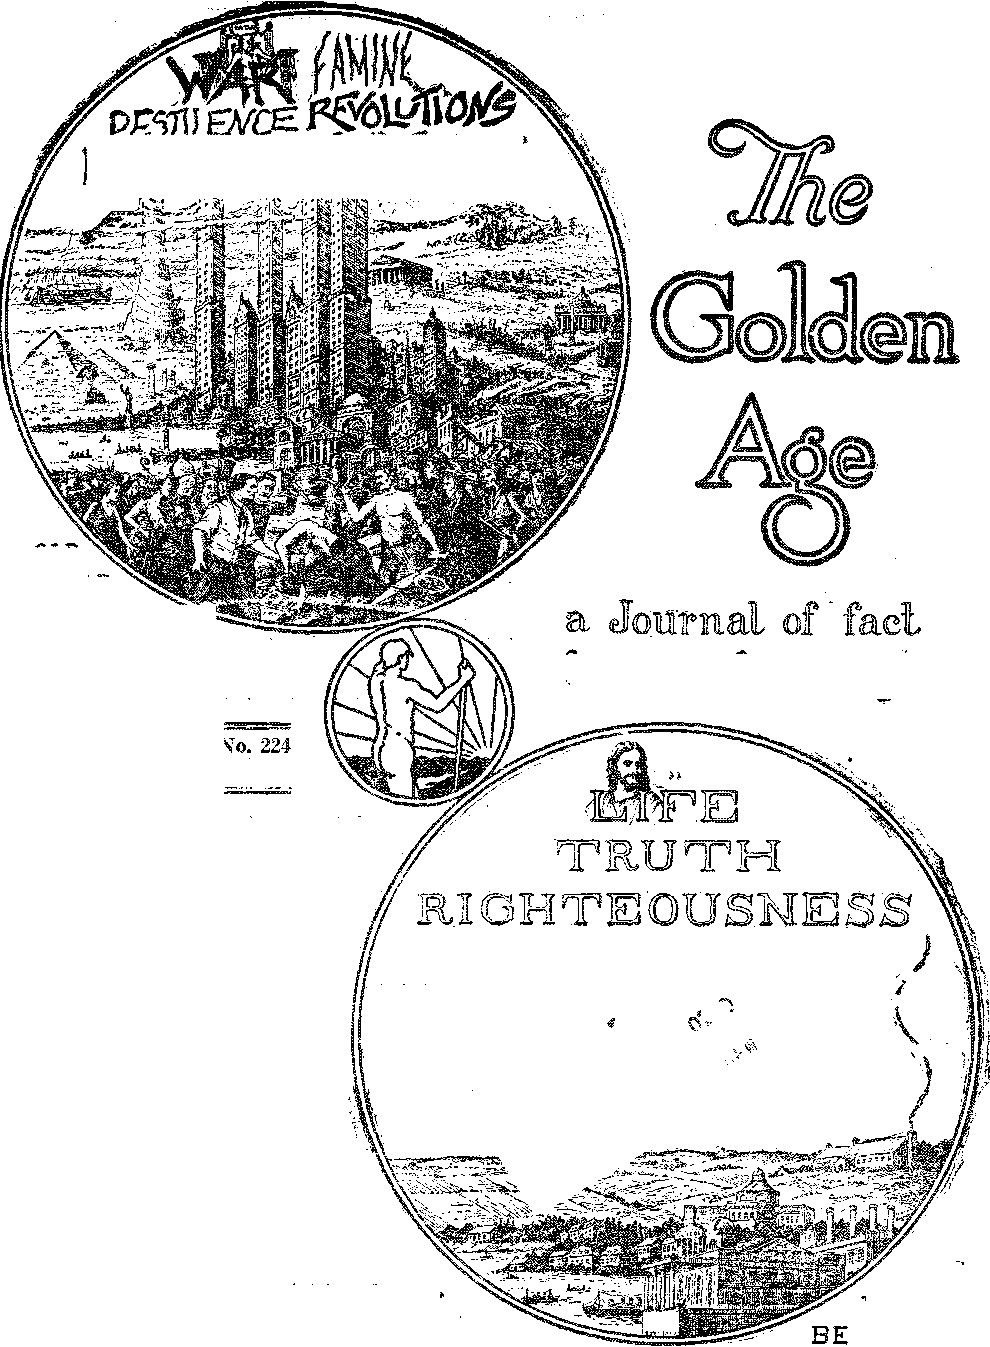 WAR FAMINE
PESTILENCE REVOLUTIONS
The
Golden
Age
a Journal of fact
No. 224
LIFE
TRUTH
RIGHTEOUSNESS
BE